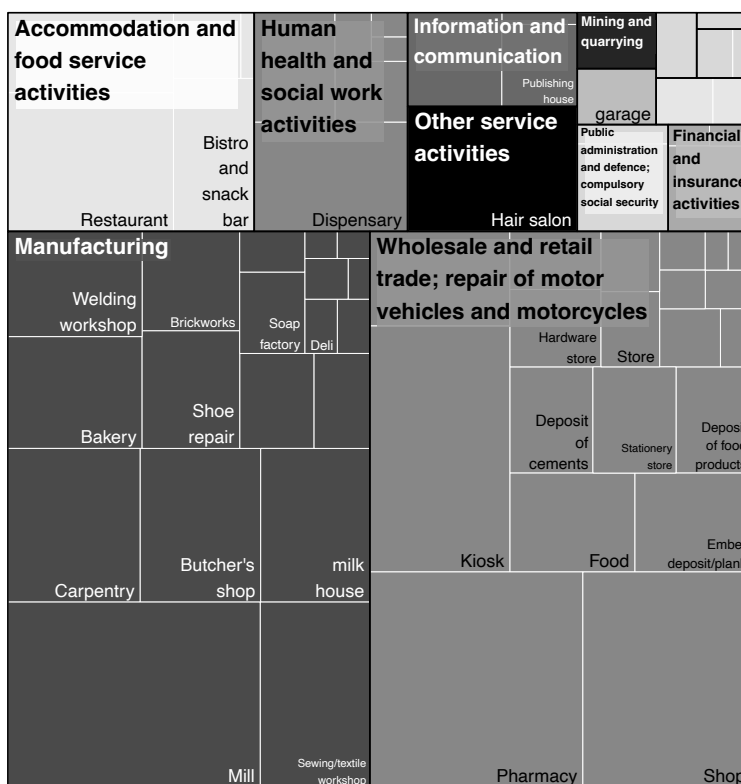 Accommodation and
food service
activities
Bistro
and
snack
bar
Restaurant
Human
health and
social work
activities
Dispensary
Information and
communication
Publishing
house
Other service
activities
Hair salon
Mining and
quarrying
garage
Public
administration
and defence;
compulsory
social security
Financial
and
insurance
activities
Manufacturing
Welding
workshop
Brickworks
Soap
factory
Deli
Bakery
Shoe
repair
Carpentry
Butcher's
shop
milk
house
Mill
Sewing/textile
workshop
Wholesale and retail
trade; repair of motor
vehicles and motorcycles
Hardware
store
Store
Deposit
of
cements
Stationery
store
Deposi
of food
products
Kiosk
Food
Embe
deposit/plank
Pharmacy
Shop